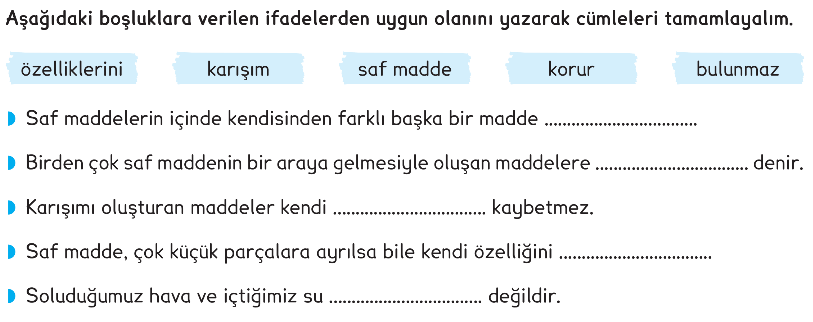 Aşağıdaki boşluklara verilen ifadelerden uygun olanını yazarak cümleleri tamamlayalım.
özelliklerini karışım saf madde korur bulunmaz
Saf maddelerin içinde kendisinden farklı başka bir madde ....................................
Birden çok saf maddenin bir araya gelmesiyle oluşan maddelere .................................... denir.
Karışımı oluşturan maddeler kendi .................................... kaybetmez.
Saf madde, çok küçük parçalara ayrılsa bile kendi özelliğini ....................................
Soluduğumuz hava ve içtiğimiz su .................................... değildir.